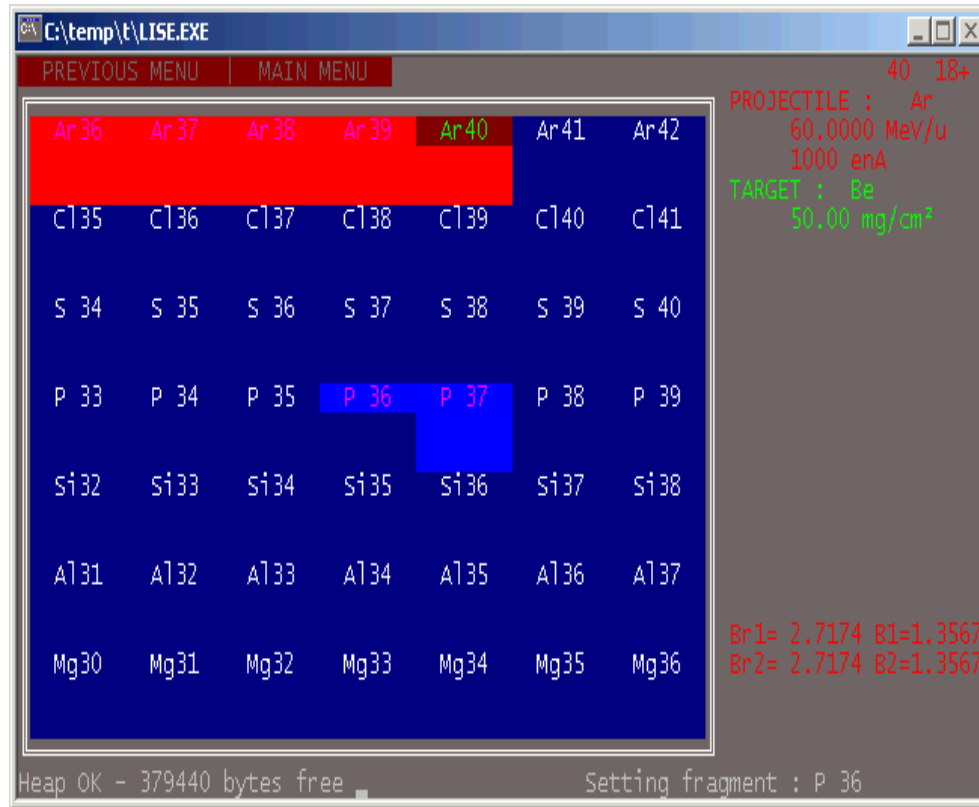 C:\temp\t\LISE.EXE
PREVIOUS MENU | MAIN MENU
40 18+
PROJECTILE : Ar
60.0000 MeV/u
1000 enA
TARGET : Be
50.00 mg/cm²
Ar36 Ar37 Ar38 Ar39 Ar40 Ar41 Ar42
Cl35 Cl36 Cl37 Cl38 Cl39 Cl40 Cl41
S 34 S 35 S 36 S 37 S 38 S 39 S 40
P 33 P 34 P 35 P 36 P 37 P 38 P 39
Si32 Si33 Si34 Si35 Si36 Si37 Si38
Al31 Al32 Al33 Al34 Al35 Al36 Al37
Mg30 Mg31 Mg32 Mg33 Mg34 Mg35 Mg36
Br1= 2.7174 B1=1.3567
Br2= 2.7174 B2=1.3567
Heap OK - 379440 bytes free _ Setting fragment : P 36